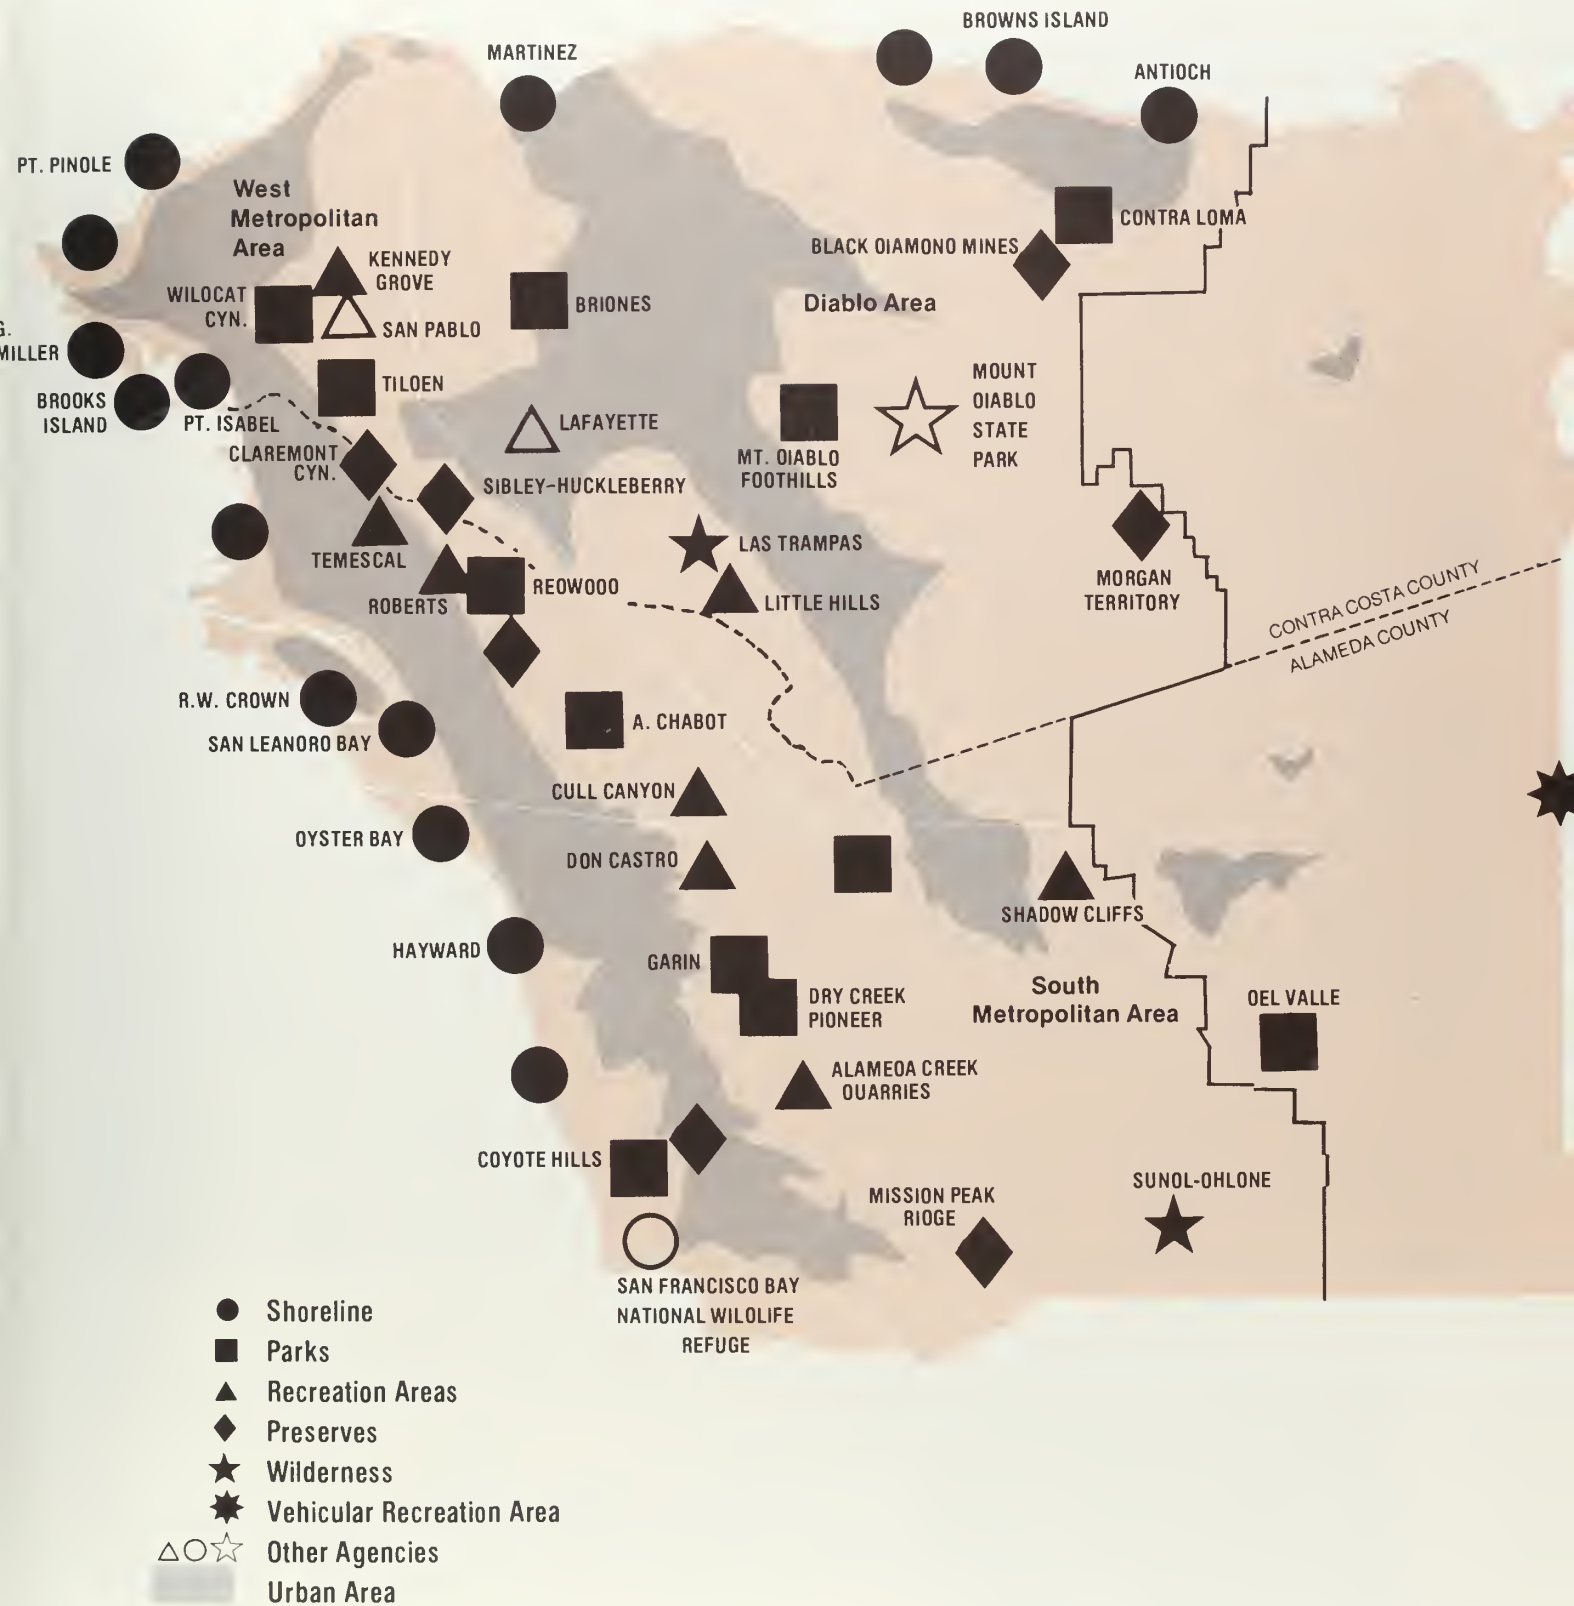 BROWNS ISLAND
MARTINEZ
ANTIOCH
PT. PINOLE
West
Metropolitan
Area
CONTRA LOMA
BLACK OIAMONO MINES
KENNEDY
GROVE
WILOCAT
CYN.
BRIONES
Diablo Area
SAN PABLO
G.
MILLER
TILOEN
MOUNT
OIABLO
STATE
PARK
BROOKS
ISLAND
PT. ISABEL
LAFAYETTE
CLAREMONT
CYN.
MT. OIABLO
FOOTHILLS
SIBLEY-HUCKLEBERRY
LAS TRAMPAS
TEMESCAL
REOWOOO
ROBERTS
LITTLE HILLS
MORGAN
TERRITORY
CONTRA COSTA COUNTY
ALAMEDA COUNTY
R.W. CROWN
SAN LEANORO BAY
A. CHABOT
CULL CANYON
OYSTER BAY
DON CASTRO
SHADOW CLIFFS
HAYWARD
GARIN
South
Metropolitan Area
DRY CREEK
PIONEER
OEL VALLE
ALAMEOA CREEK
OUARRIES
COYOTE HILLS
MISSION PEAK
RIOGE
SUNOL-OHLONE
SAN FRANCISCO BAY
NATIONAL WILOLIFE
REFUGE
Shoreline
Parks
Recreation Areas
Preserves
Wilderness
Vehicular Recreation Area
Other Agencies
Urban Area